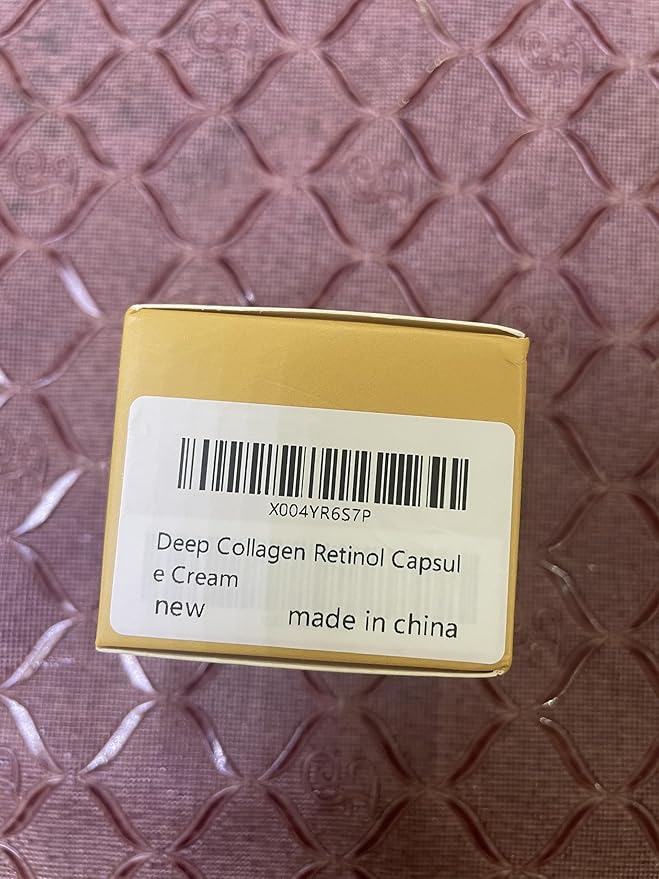 X004YR6S7P
Deep Collagen Retinol Capsul
e Cream
new made in china